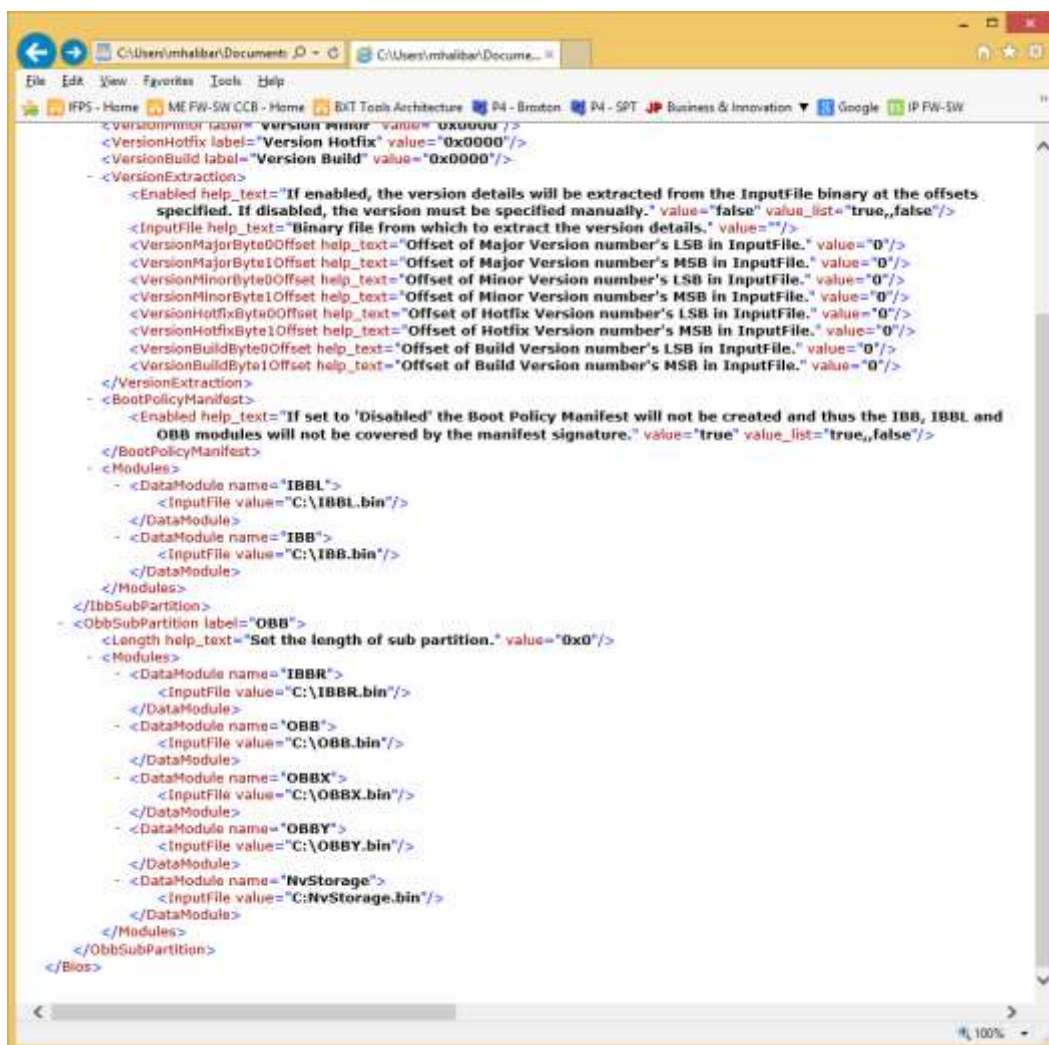 C:\Users\mhalibar\Documents
C:\Users\mhalibar\Docume...
File Edit View Favorites Tools Help
IFPS - Home ME FW-SW CCB - Home BXT Tools Architecture P4 - Broxton P4 - SPT JP Business & Innovation Google IP FW-SW
<VersionMinor label="Version Minor" value="0x0000"/>
<VersionHotfix label="Version Hotfix" value="0x0000"/>
<VersionBuild label="Version Build" value="0x0000"/>
- <VersionExtraction>
<Enabled help_text="If enabled, the version details will be extracted from the InputFile binary at the offsets
specified. If disabled, the version must be specified manually." value="false" value_list="true,,false"/>
<InputFile help_text="Binary file from which to extract the version details." value=""/>
<VersionMajorByte0Offset help_text="Offset of Major Version number's LSB in InputFile." value="0"/>
<VersionMajorByte1Offset help_text="Offset of Major Version number's MSB in InputFile." value="0"/>
<VersionMinorByte0Offset help_text="Offset of Minor Version number's LSB in InputFile." value="0"/>
<VersionMinorByte1Offset help_text="Offset of Minor Version number's MSB in InputFile." value="0"/>
<VersionHotfixByte0Offset help_text="Offset of Hotfix Version number's LSB in InputFile." value="0"/>
<VersionHotfixByte1Offset help_text="Offset of Hotfix Version number's MSB in InputFile." value="0"/>
<VersionBuildByte0Offset help_text="Offset of Build Version number's LSB in InputFile." value="0"/>
<VersionBuildByte1Offset help_text="Offset of Build Version number's MSB in InputFile." value="0"/>
</VersionExtraction>
- <BootPolicyManifest>
<Enabled help_text="If set to 'Disabled' the Boot Policy Manifest will not be created and thus the IBB, IBBL and
OBB modules will not be covered by the manifest signature." value="true" value_list="true,,false"/>
</BootPolicyManifest>
- <Modules>
- <DataModule name="IBBL">
<InputFile value="C:\IBBL.bin"/>
</DataModule>
- <DataModule name="IBB">
<InputFile value="C:\IBB.bin"/>
</DataModule>
</Modules>
</IbbSubPartition>
- <ObbSubPartition label="OBB">
<Length help_text="Set the length of sub partition." value="0x0"/>
- <Modules>
- <DataModule name="IBBR">
<InputFile value="C:\IBBR.bin"/>
</DataModule>
- <DataModule name="OBB">
<InputFile value="C:\OBB.bin"/>
</DataModule>
- <DataModule name="OBBX">
<InputFile value="C:\OBBX.bin"/>
</DataModule>
- <DataModule name="OBBY">
<InputFile value="C:\OBBY.bin"/>
</DataModule>
- <DataModule name="NvStorage">
<InputFile value="C:NvStorage.bin"/>
</DataModule>
</Modules>
</ObbSubPartition>
</Bios>
100%